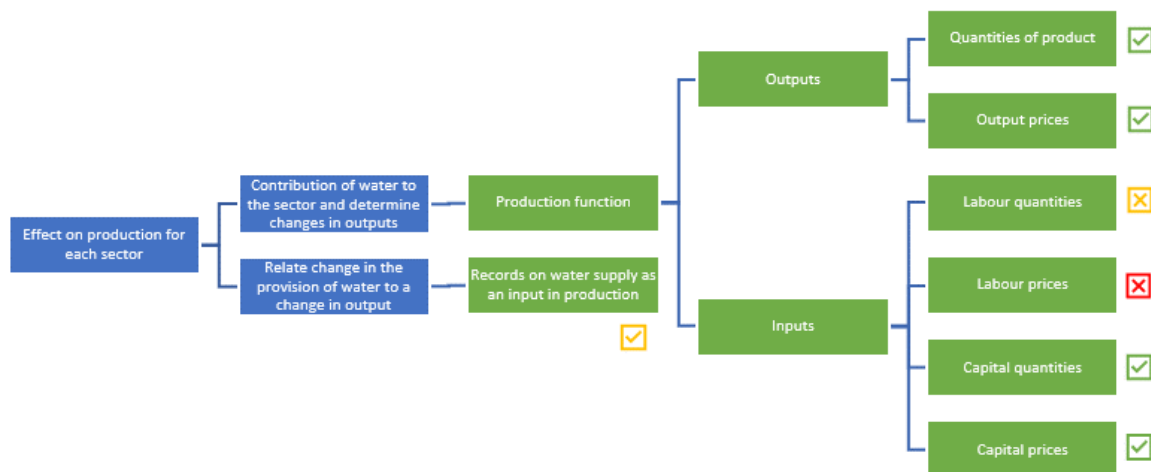 Effect on production for
each sector
Contribution of water to
the sector and determine
changes in outputs
Relate change in the
provision of water to a
change in output
Production function
Records on water supply as
an input in production
Outputs
Inputs
Quantities of product
Output prices
Labour quantities
Labour prices
Capital quantities
Capital prices